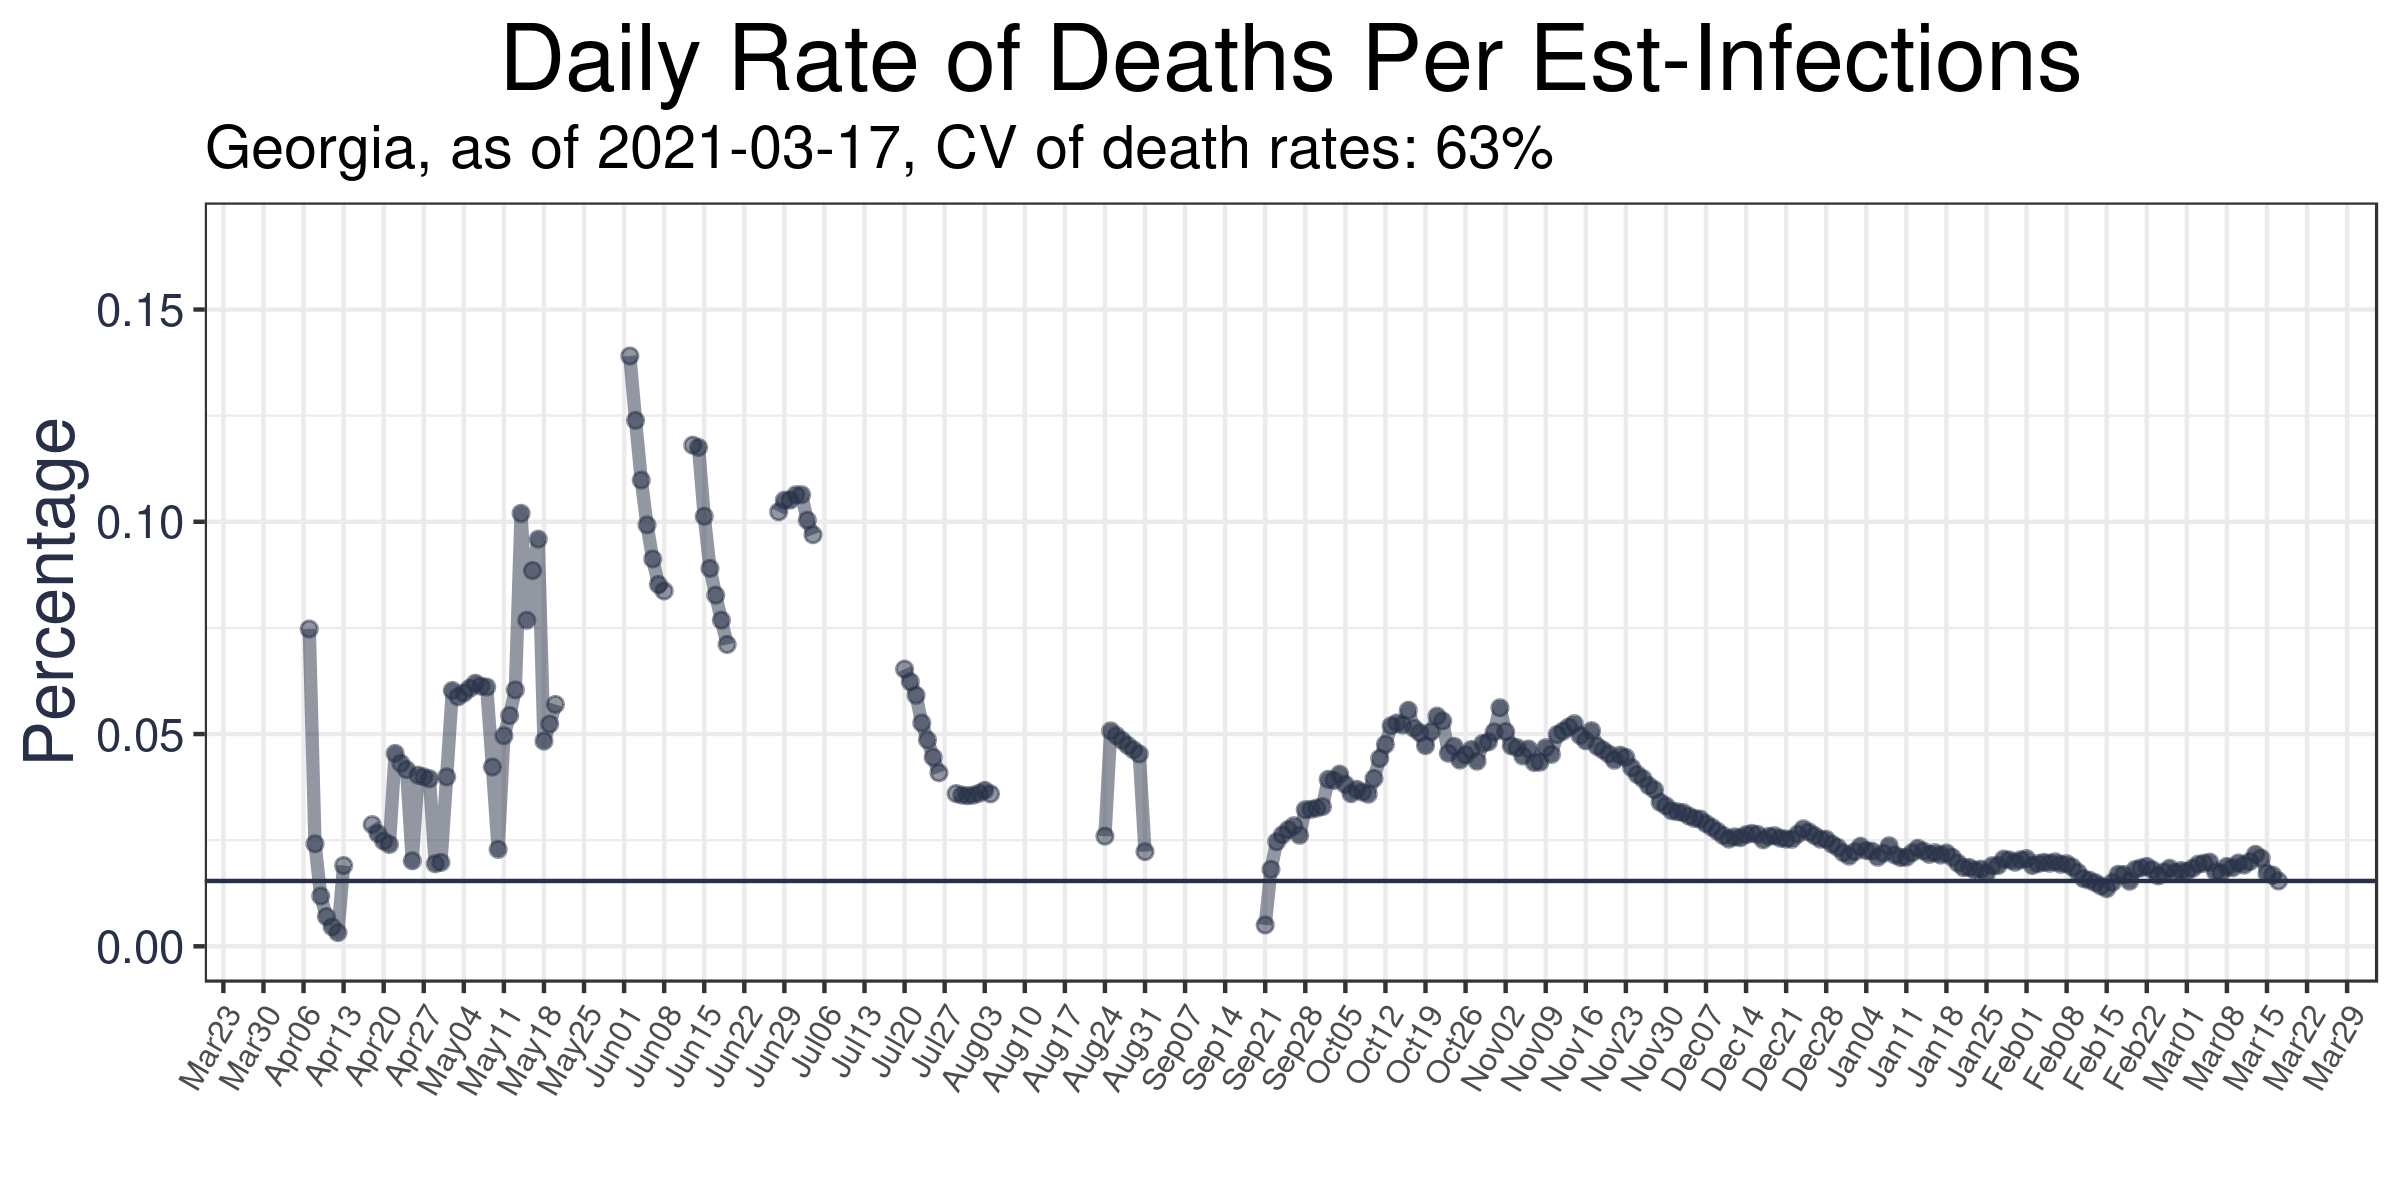 Daily Rate of Deaths Per Est-Infections
Georgia, as of 2021-03-17, CV of death rates: 63%
Percentage
0.15
0.10
0.05
0.00
Mar23
Mar30
Apr06
Apr13
Apr20
Apr27
May04
May11
May18
May25
Jun01
Jun08
Jun15
Jun22
Jun29
Jul06
Jul13
Jul20
Jul27
Aug03
Aug10
Aug17
Aug24
Aug31
Sep07
Sep14
Sep21
Sep28
Oct05
Oct12
Oct19
Oct26
Nov02
Nov09
Nov16
Nov23
Nov30
Dec07
Dec14
Dec21
Dec28
Jan04
Jan11
Jan18
Jan25
Feb01
Feb08
Feb15
Feb22
Mar01
Mar08
Mar15
Mar22
Mar29